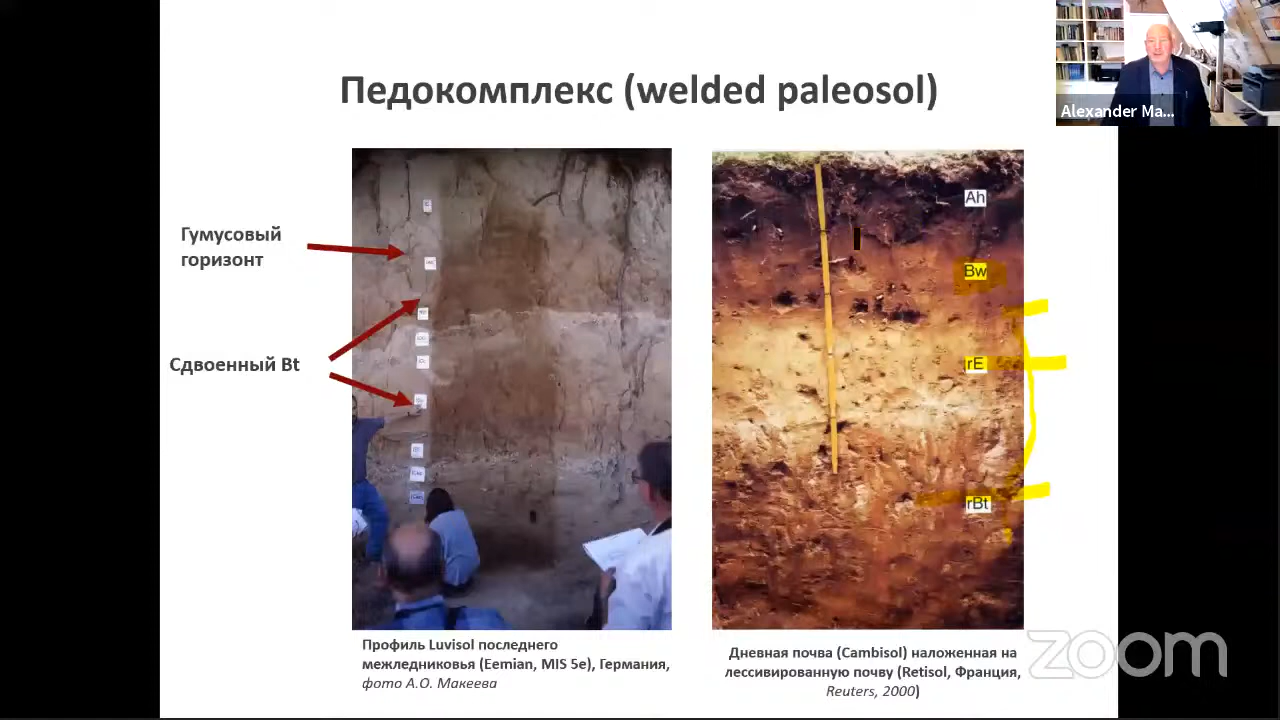 Педокомплекс (welded paleosol)
Alexander Ma...
Гумусовый
горизонт
Сдвоенный Bt
Ah
Bw
rE
rBt
Профиль Luvisol последнего
межледниковья (Eemian, MIS 5e), Германия,
фото А.О. Макеева
Дневная почва (Cambisol) наложенная на
лессивированную почву (Retisol, Франция,
Reuters, 2000)
zoom